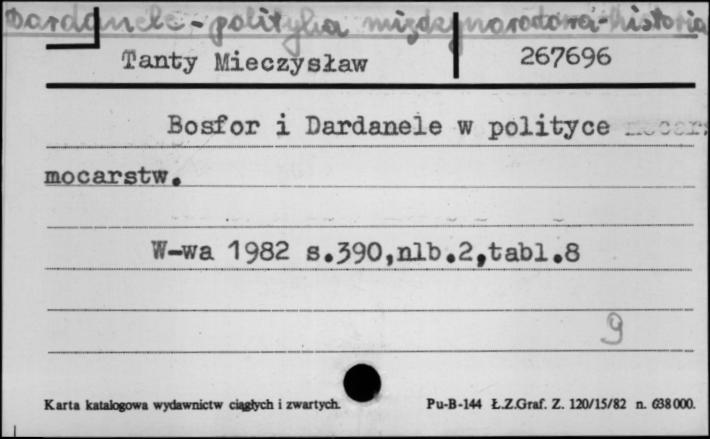 Dardanele - polityka międzynarodowa - historia
Tanty Mieczysław
267696
Bosfor i Dardanele w polityce
mocarstw.
W-wa 1982 s.390,nlb.2,tabl.8
9
Karta katalogowa wydawnictw ciągłych i zwartych.
Pu-B-144 Ł.Z.Graf. Z. 120/15/82 n. 638000.